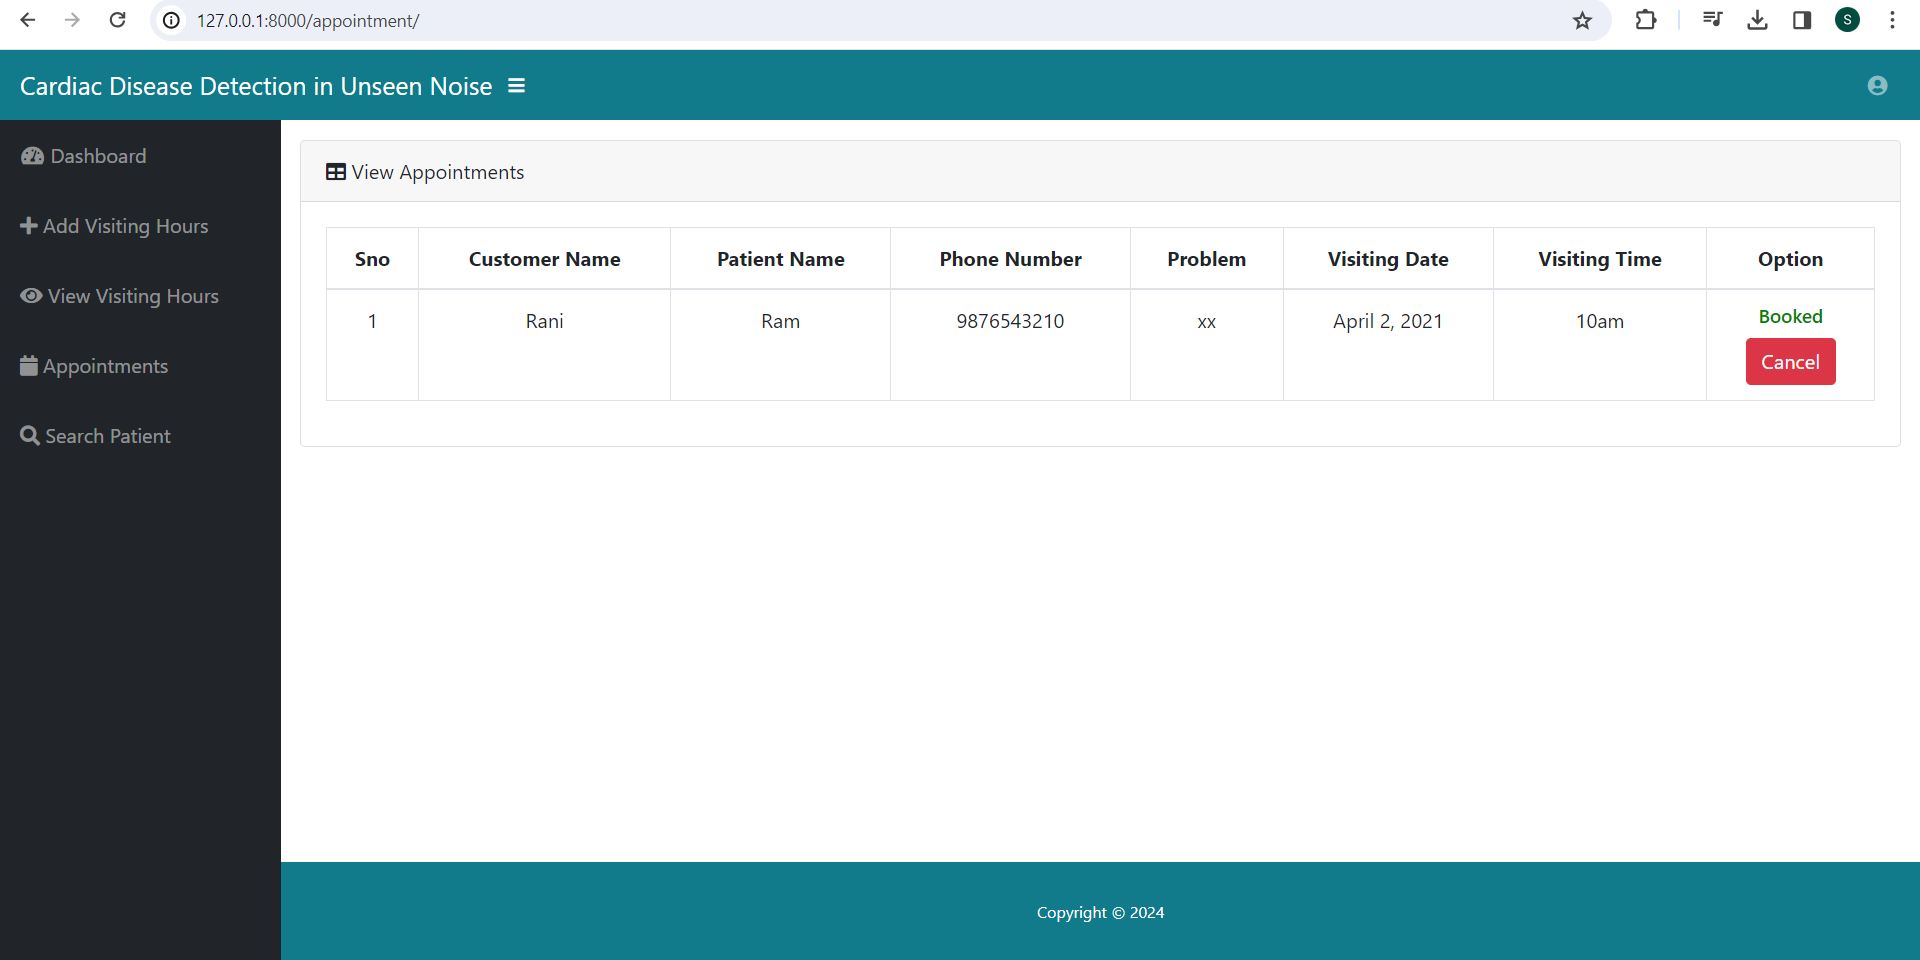 127.0.0.1:8000/appointment/
S
Cardiac Disease Detection in Unseen Noise
Dashboard
Add Visiting Hours
View Visiting Hours
Appointments
Search Patient
View Appointments
Sno Customer Name Patient Name Phone Number Problem Visiting Date Visiting Time Option
1 Rani Ram 9876543210 xx April 2, 2021 10am Booked
Cancel
Copyright © 2024